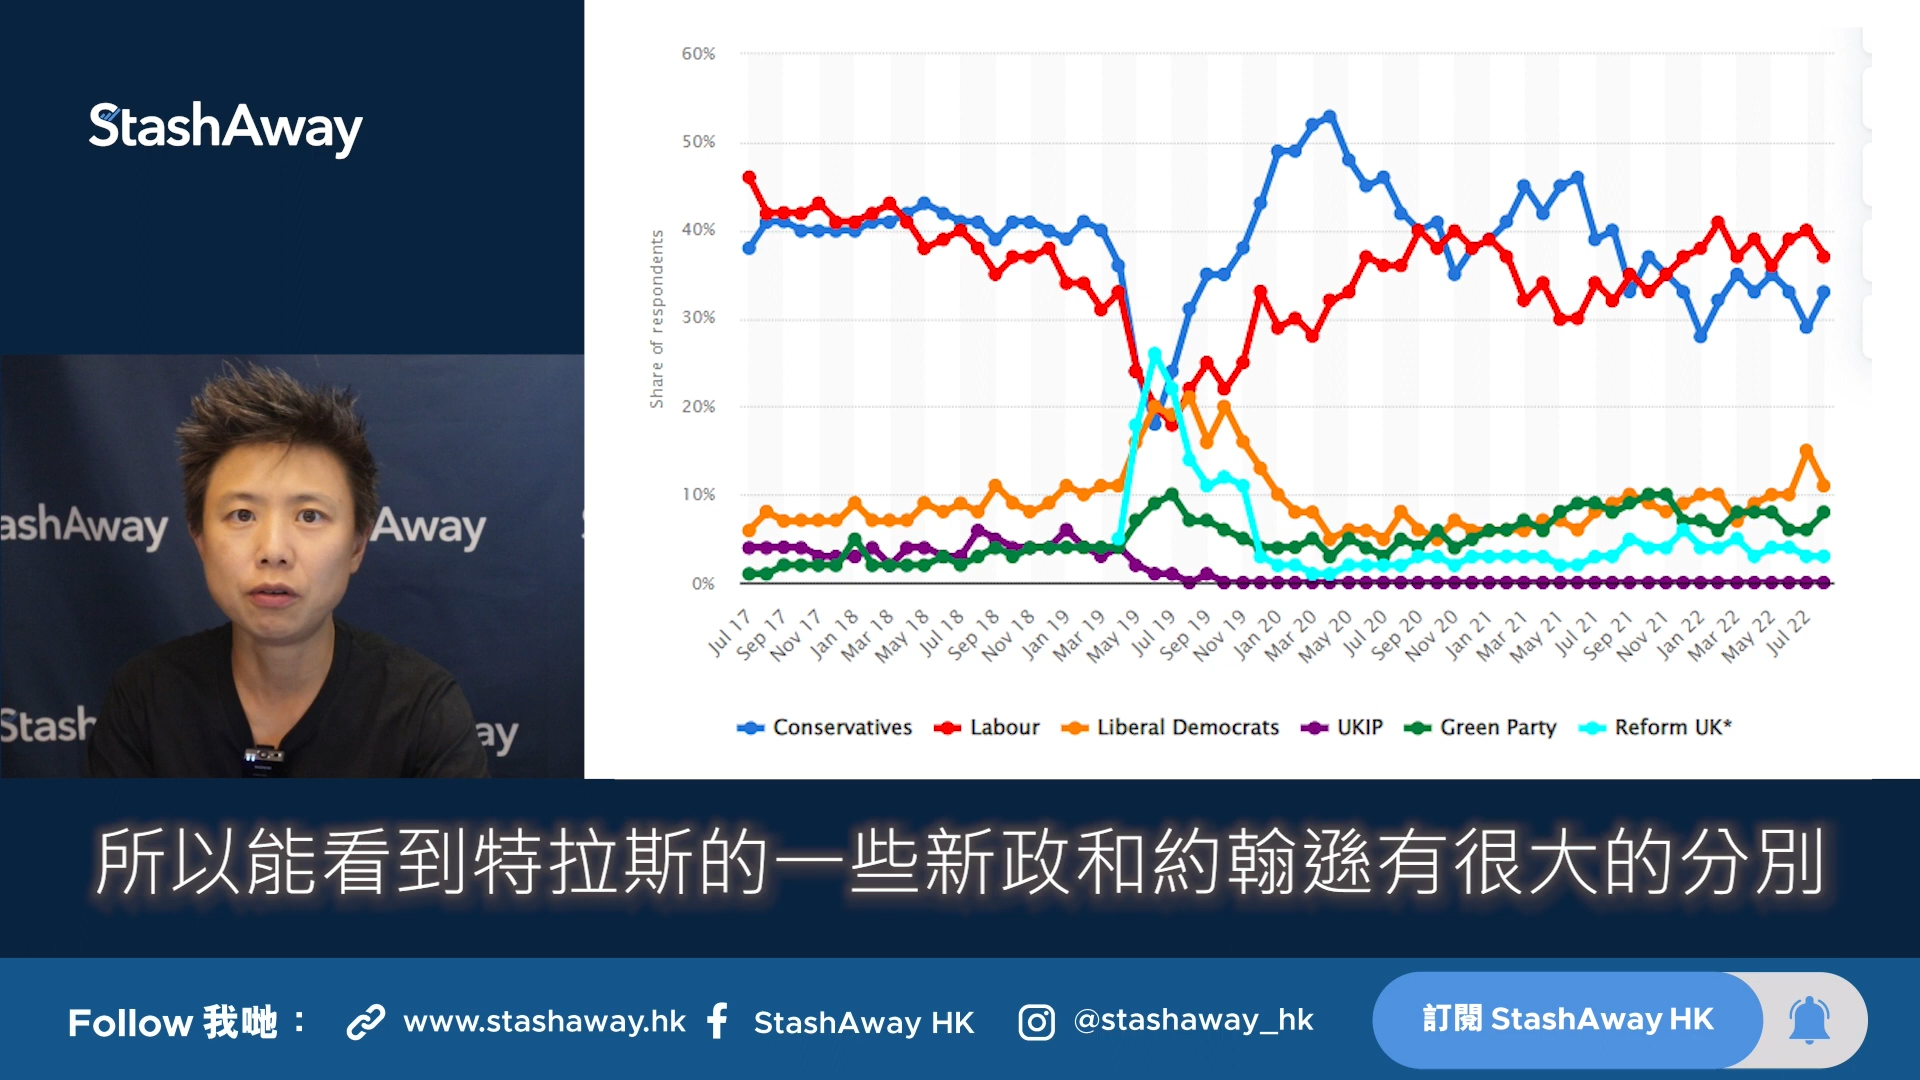 StashAway
60%
50%
40%
30%
20%
10%
0%
Share of respondents
Jul 17
Sep 17
Nov 17
Jan 18
Mar 18
May 18
Jul 18
Sep 18
Nov 18
Jan 19
Mar 19
May 19
Jul 19
Sep 19
Nov 19
Jan 20
Mar 20
May 20
Jul 20
Sep 20
Nov 20
Jan 21
Mar 21
May 21
Jul 21
Sep 21
Nov 21
Jan 22
Mar 22
May 22
Jul 22
Conservatives Labour Liberal Democrats UKIP Green Party Reform UK*
ashAway Away
Stash ay
所以能看到特拉斯的一些新政和約翰遜有很大的分別
Follow 我哋： www.stashaway.hk StashAway HK @stashaway_hk 訂閱 StashAway HK